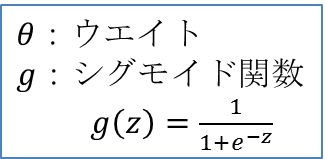 θ : ウエイト
g : シグモイド関数
g(z) = 1/(1+e^{-z})